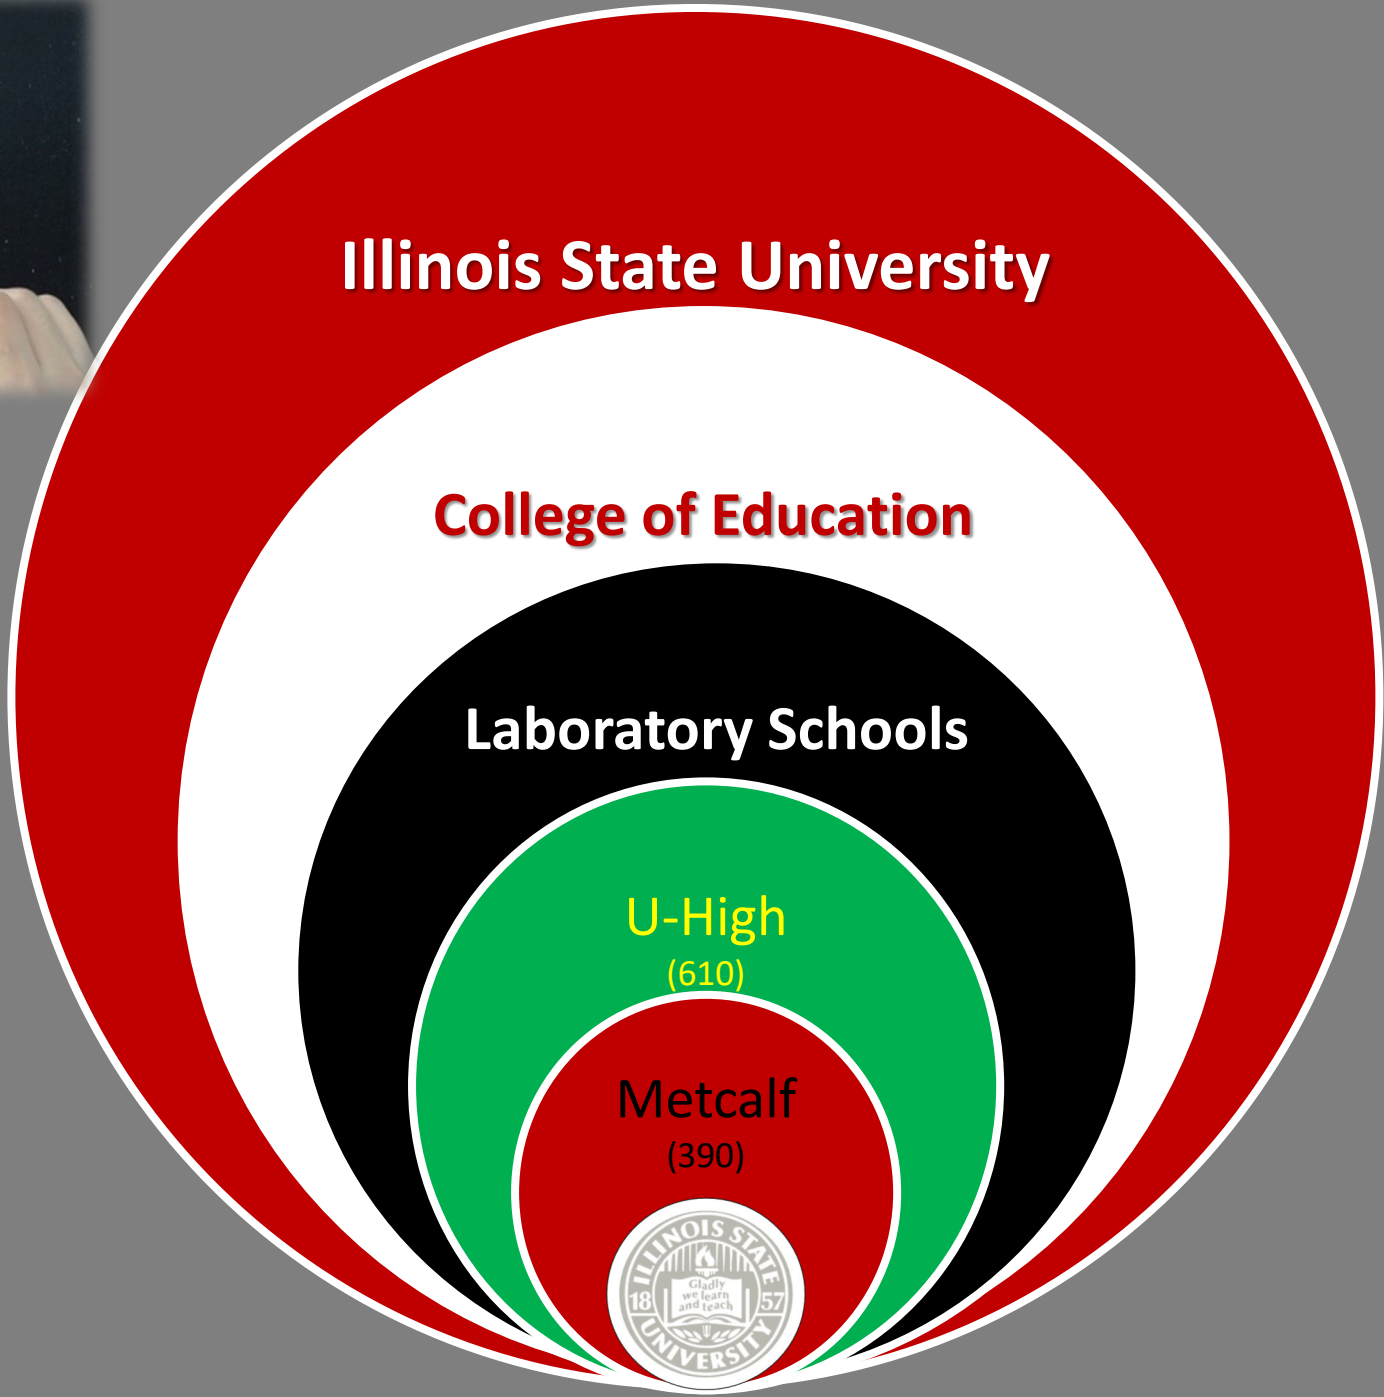 Illinois State University
College of Education
Laboratory Schools
U-High
(610)
Metcalf
(390)
ILLINOIS STATE
Gladly
we learn
and teach
18 57
UNIVERSITY